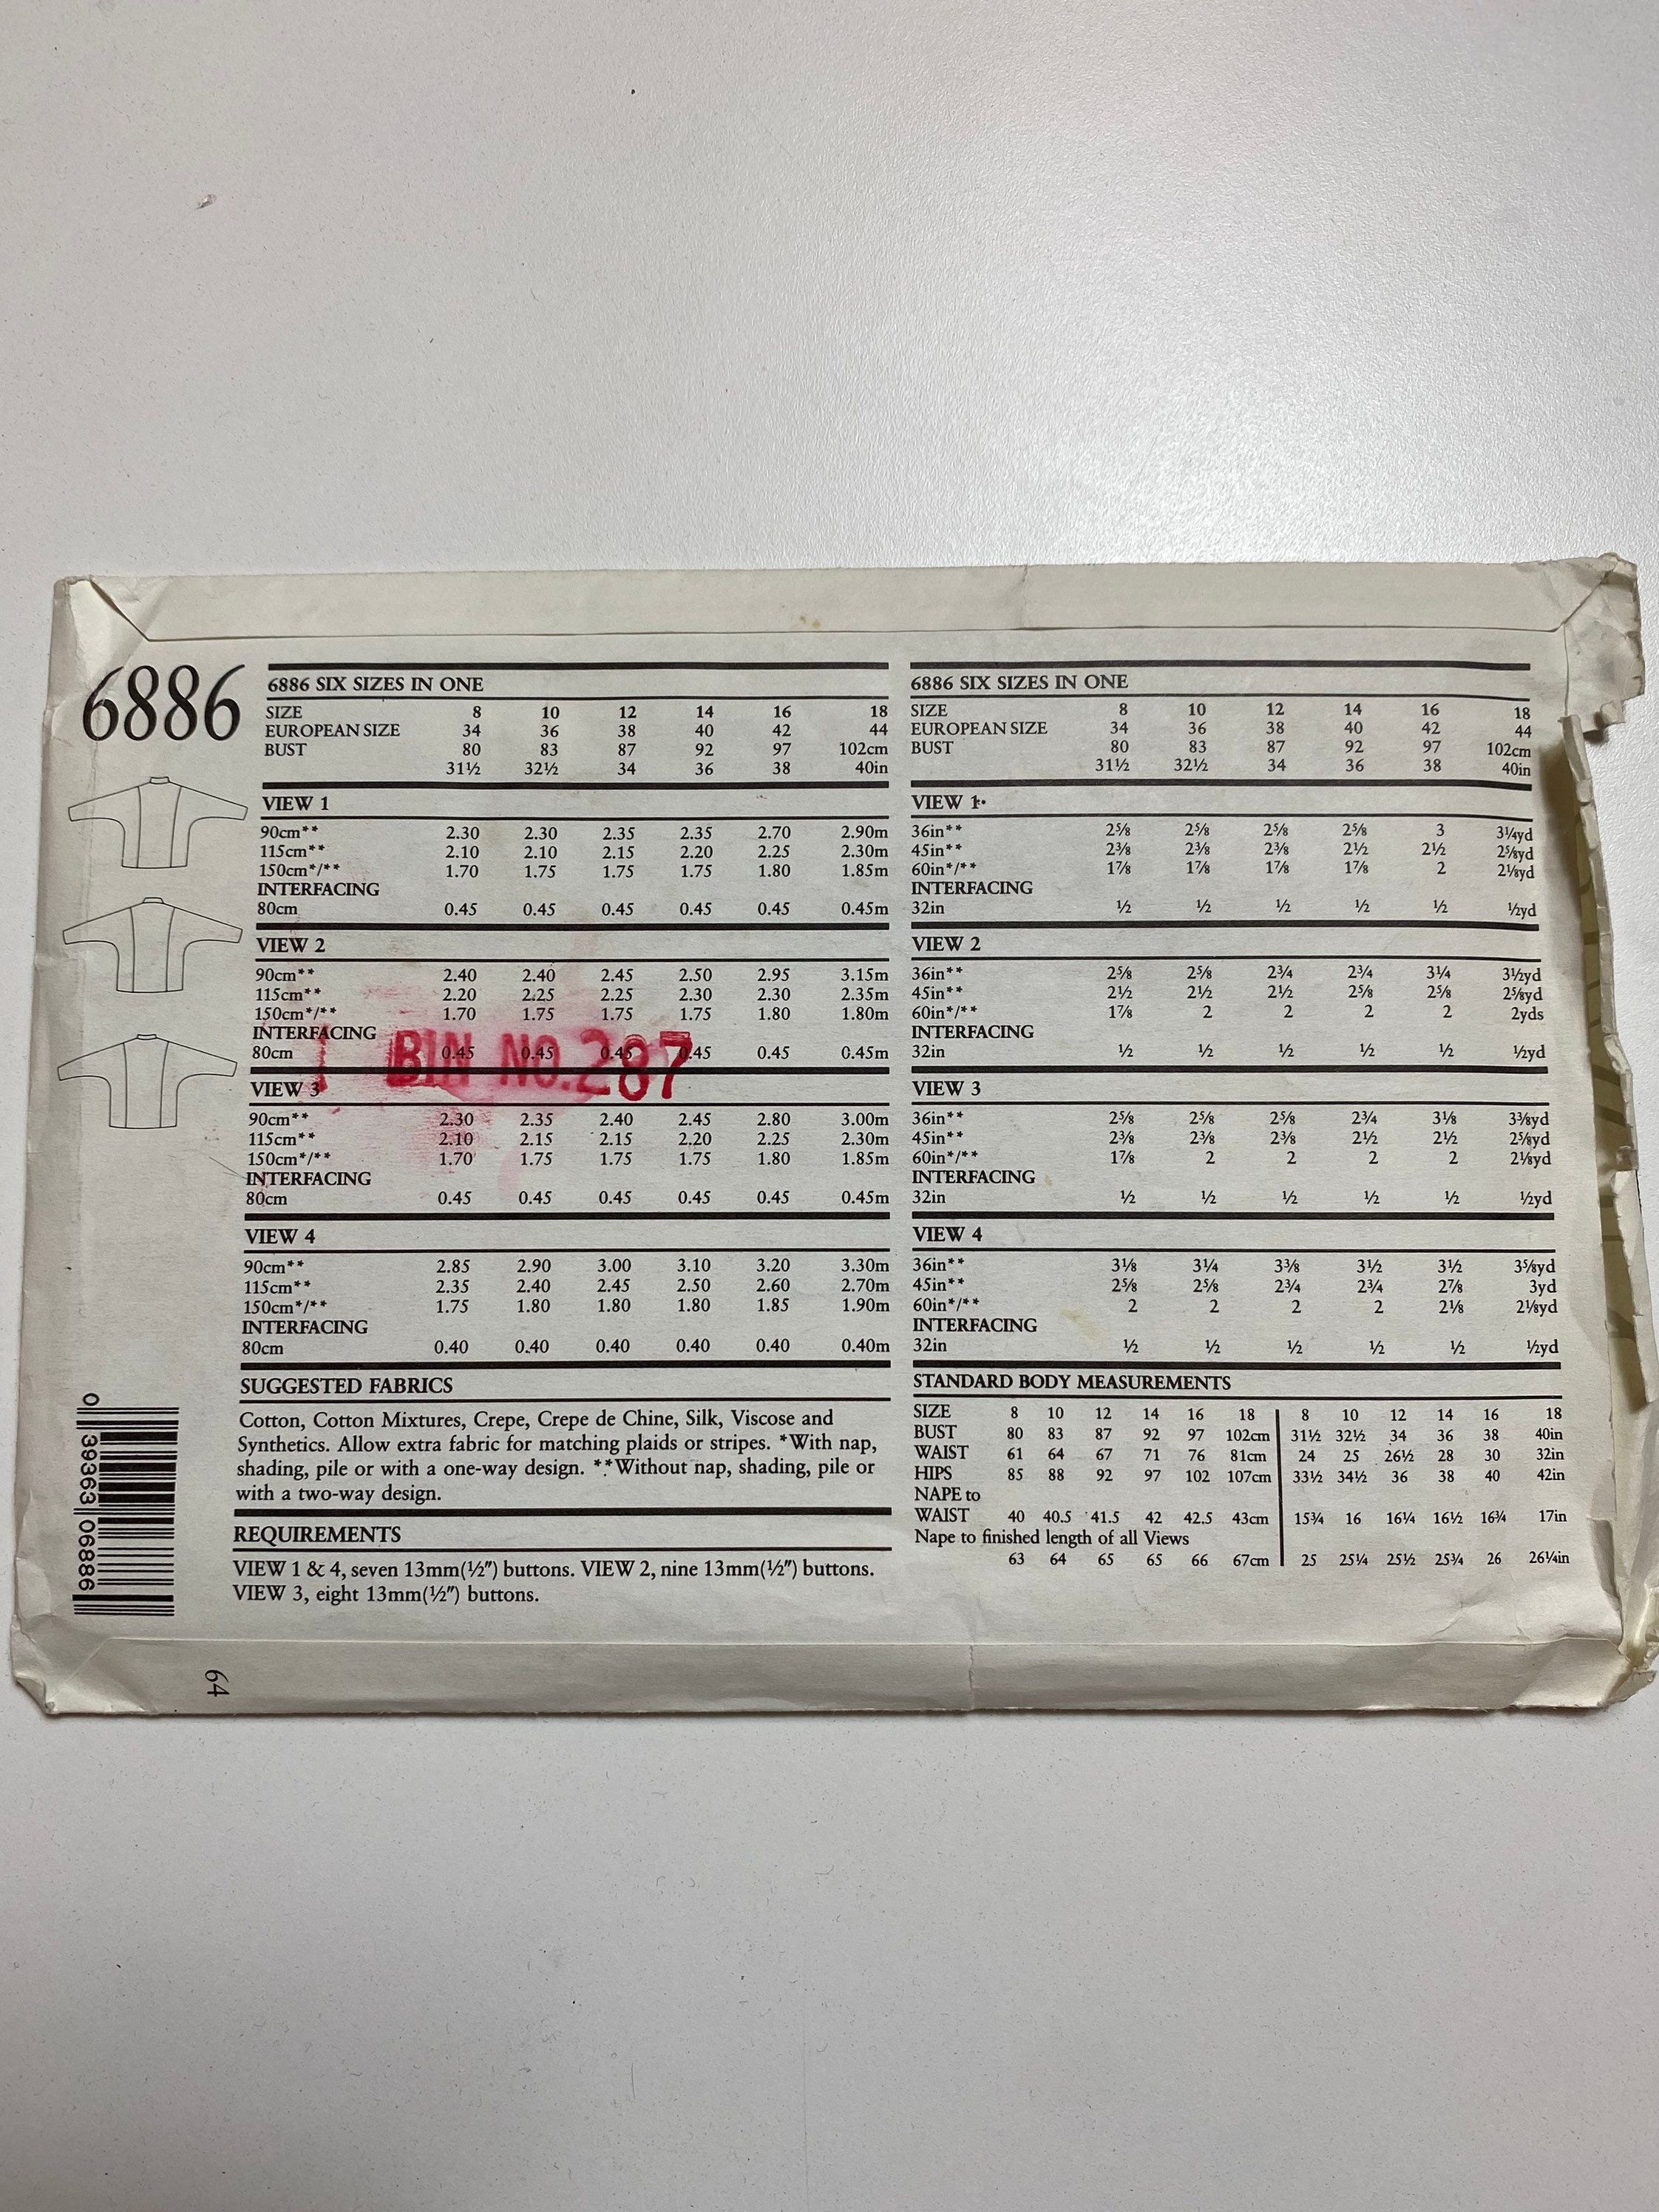 6886
6886 SIX SIZES IN ONE
SIZE 8 10 12 14 16 18
EUROPEAN SIZE 34 36 38 40 42 44
BUST 80 83 87 92 97 102cm
31½ 32½ 34 36 38 40in
VIEW 1
90cm** 2.30 2.30 2.35 2.35 2.70 2.90m
115cm** 2.10 2.10 2.15 2.20 2.25 2.30m
150cm*/** 1.70 1.75 1.75 1.75 1.80 1.85m
INTERFACING
80cm 0.45 0.45 0.45 0.45 0.45 0.45m
VIEW 2
90cm** 2.40 2.40 2.45 2.50 2.95 3.15m
115cm** 2.20 2.25 2.25 2.30 2.30 2.35m
150cm*/** 1.70 1.75 1.75 1.75 1.80 1.80m
INTERFACING
80cm 0.45 0.45 0.45 0.45 0.45 0.45m
BIN NO.287
VIEW 3
90cm** 2.30 2.35 2.40 2.45 2.80 3.00m
115cm** 2.10 2.15 2.15 2.20 2.25 2.30m
150cm*/** 1.70 1.75 1.75 1.75 1.80 1.85m
INTERFACING
80cm 0.45 0.45 0.45 0.45 0.45 0.45m
VIEW 4
90cm** 2.85 2.90 3.00 3.10 3.20 3.30m
115cm** 2.35 2.40 2.45 2.50 2.60 2.70m
150cm*/** 1.75 1.80 1.80 1.80 1.85 1.90m
INTERFACING
80cm 0.40 0.40 0.40 0.40 0.40 0.40m
SUGGESTED FABRICS
Cotton, Cotton Mixtures, Crepe, Crepe de Chine, Silk, Viscose and
Synthetics. Allow extra fabric for matching plaids or stripes. *With nap,
shading, pile or with a one-way design. **Without nap, shading, pile or
with a two-way design.
REQUIREMENTS
VIEW 1 & 4, seven 13mm(½") buttons. VIEW 2, nine 13mm(½") buttons.
VIEW 3, eight 13mm(½") buttons.
6886 SIX SIZES IN ONE
SIZE 8 10 12 14 16 18
EUROPEAN SIZE 34 36 38 40 42 44
BUST 80 83 87 92 97 102cm
31½ 32½ 34 36 38 40in
VIEW 1
36in** 2⅝ 2⅝ 2⅝ 2⅝ 3 3¼yd
45in** 2⅜ 2⅜ 2⅜ 2½ 2½ 2⅝yd
60in*/** 1⅞ 1⅞ 1⅞ 1⅞ 2 2⅛yd
INTERFACING
32in ½ ½ ½ ½ ½ ½yd
VIEW 2
36in** 2⅝ 2⅝ 2¾ 2¾ 3¼ 3½yd
45in** 2½ 2½ 2½ 2⅝ 2⅝ 2⅝yd
60in*/** 1⅞ 2 2 2 2 2yds
INTERFACING
32in ½ ½ ½ ½ ½ ½yd
VIEW 3
36in** 2⅝ 2⅝ 2⅝ 2¾ 3⅛ 3⅜yd
45in** 2⅜ 2⅜ 2⅜ 2½ 2½ 2⅝yd
60in*/** 1⅞ 2 2 2 2 2⅛yd
INTERFACING
32in ½ ½ ½ ½ ½ ½yd
VIEW 4
36in** 3⅛ 3¼ 3⅜ 3½ 3½ 3⅝yd
45in** 2⅝ 2⅝ 2¾ 2¾ 2⅞ 3yd
60in*/** 2 2 2 2 2⅛ 2⅛yd
INTERFACING
32in ½ ½ ½ ½ ½ ½yd
STANDARD BODY MEASUREMENTS
SIZE 8 10 12 14 16 18 8 10 12 14 16 18
BUST 80 83 87 92 97 102cm 31½ 32½ 34 36 38 40in
WAIST 61 64 67 71 76 81cm 24 25 26½ 28 30 32in
HIPS 85 88 92 97 102 107cm 33½ 34½ 36 38 40 42in
NAPE to
WAIST 40 40.5 41.5 42 42.5 43cm 15¾ 16 16¼ 16½ 16¾ 17in
Nape to finished length of all Views
63 64 65 65 66 67cm 25 25¼ 25½ 25¾ 26 26¼in
0 39363 06886
64